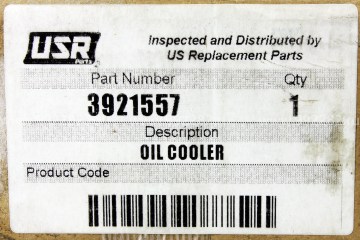 USR
Parts
Inspected and Distributed by
US Replacement Parts
Part Number Qty
3921557 1
Description
OIL COOLER
Product Code